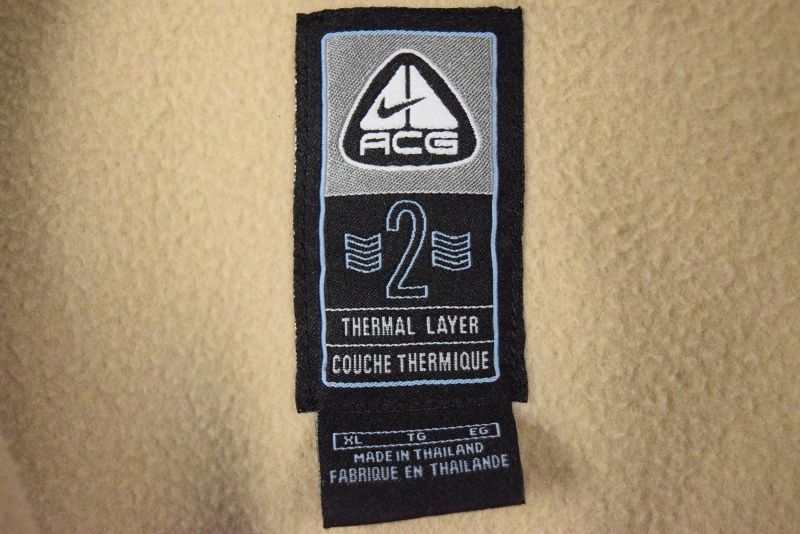 ACG
2
THERMAL LAYER
COUCHE THERMIQUE
XL TG EG
MADE IN THAILAND
FABRIQUE EN THAILANDE